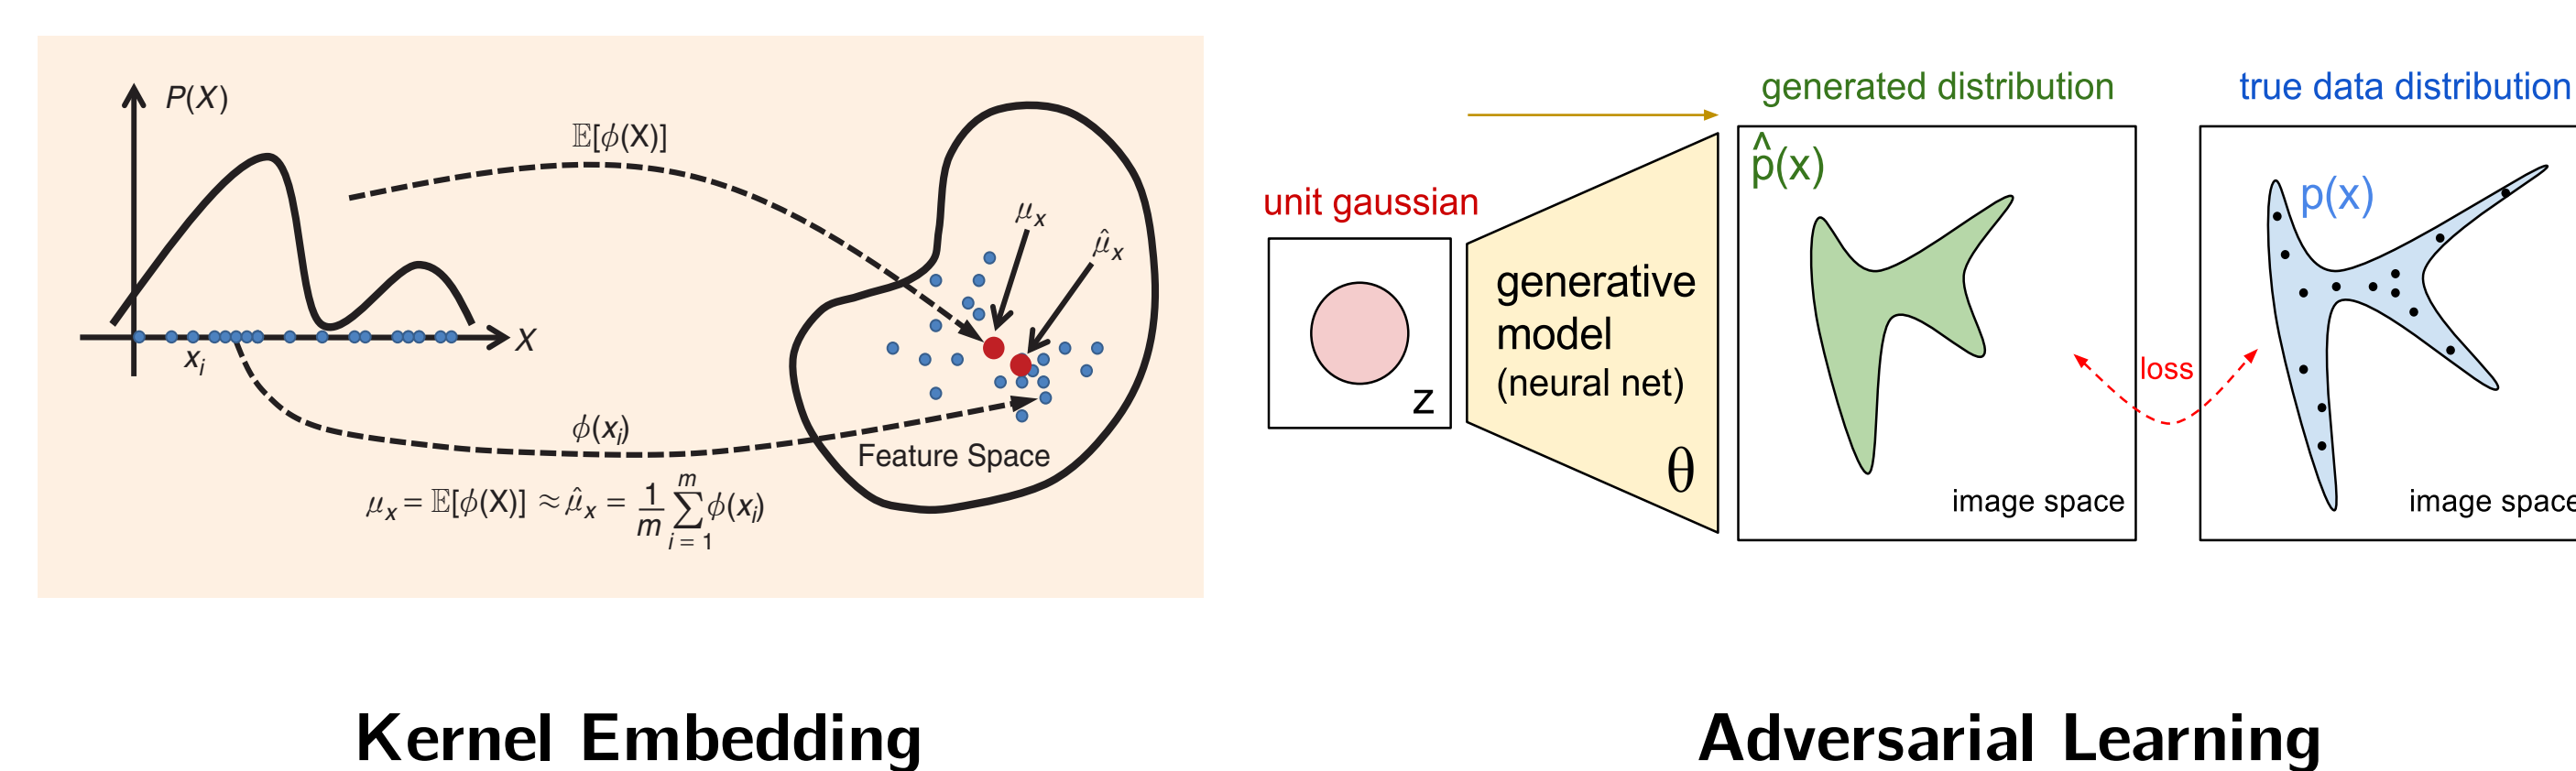 P(X)
𝔼[ϕ(X)]
μx
μ̂x
X
xi
ϕ(xi)
Feature Space
μx = 𝔼[ϕ(X)] ≈ μ̂x = 1/m ∑_{i = 1}^{m} ϕ(xi)
Kernel Embedding
unit gaussian
z
generative
model
(neural net)
θ
generated distribution
p̂(x)
image space
loss
true data distribution
p(x)
image space
Adversarial Learning